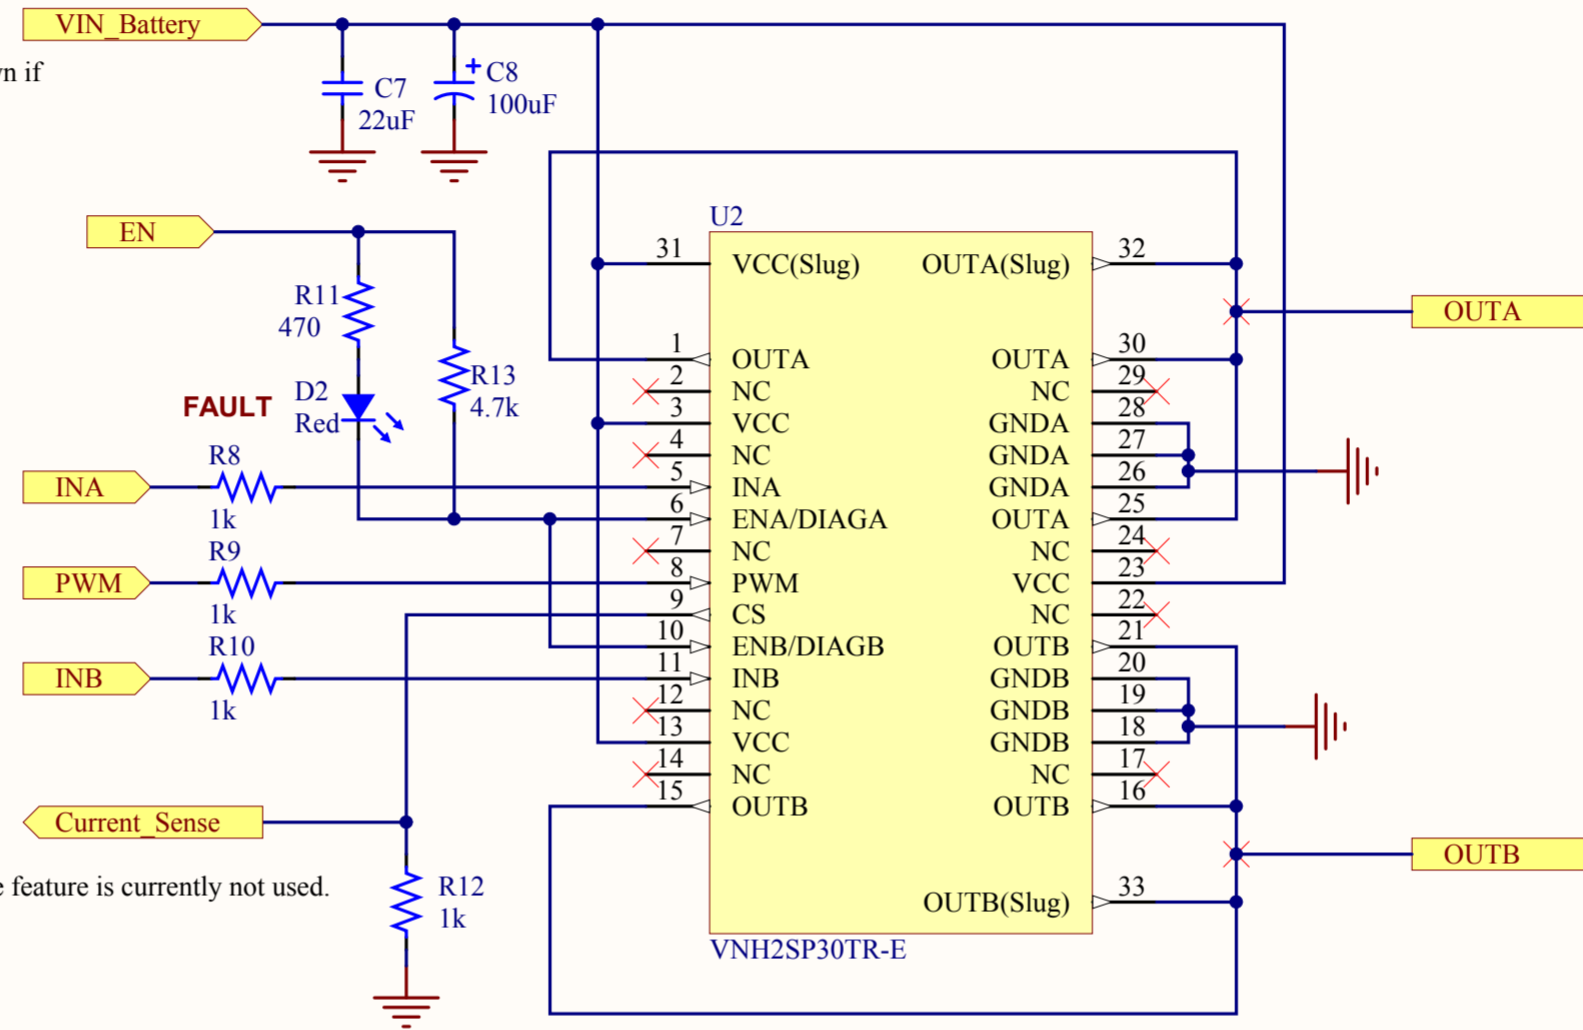 VIN_Battery
wn if
C7
22uF
+
C8
100uF
EN
R11
470
D2
Red
FAULT
R13
4.7k
INA
R8
1k
PWM
R9
1k
INB
R10
1k
Current_Sense
e feature is currently not used.
R12
1k
U2
31 VCC(Slug) OUTA(Slug) 32
OUTA
1 OUTA OUTA 30
2 NC NC 29
3 VCC GNDA 28
4 NC GNDA 27
5 INA GNDA 26
6 ENA/DIAGA OUTA 25
7 NC NC 24
8 PWM VCC 23
9 CS NC 22
10 ENB/DIAGB OUTB 21
11 INB GNDB 20
12 NC GNDB 19
13 VCC GNDB 18
14 NC NC 17
15 OUTB OUTB 16
OUTB
OUTB(Slug) 33
VNH2SP30TR-E